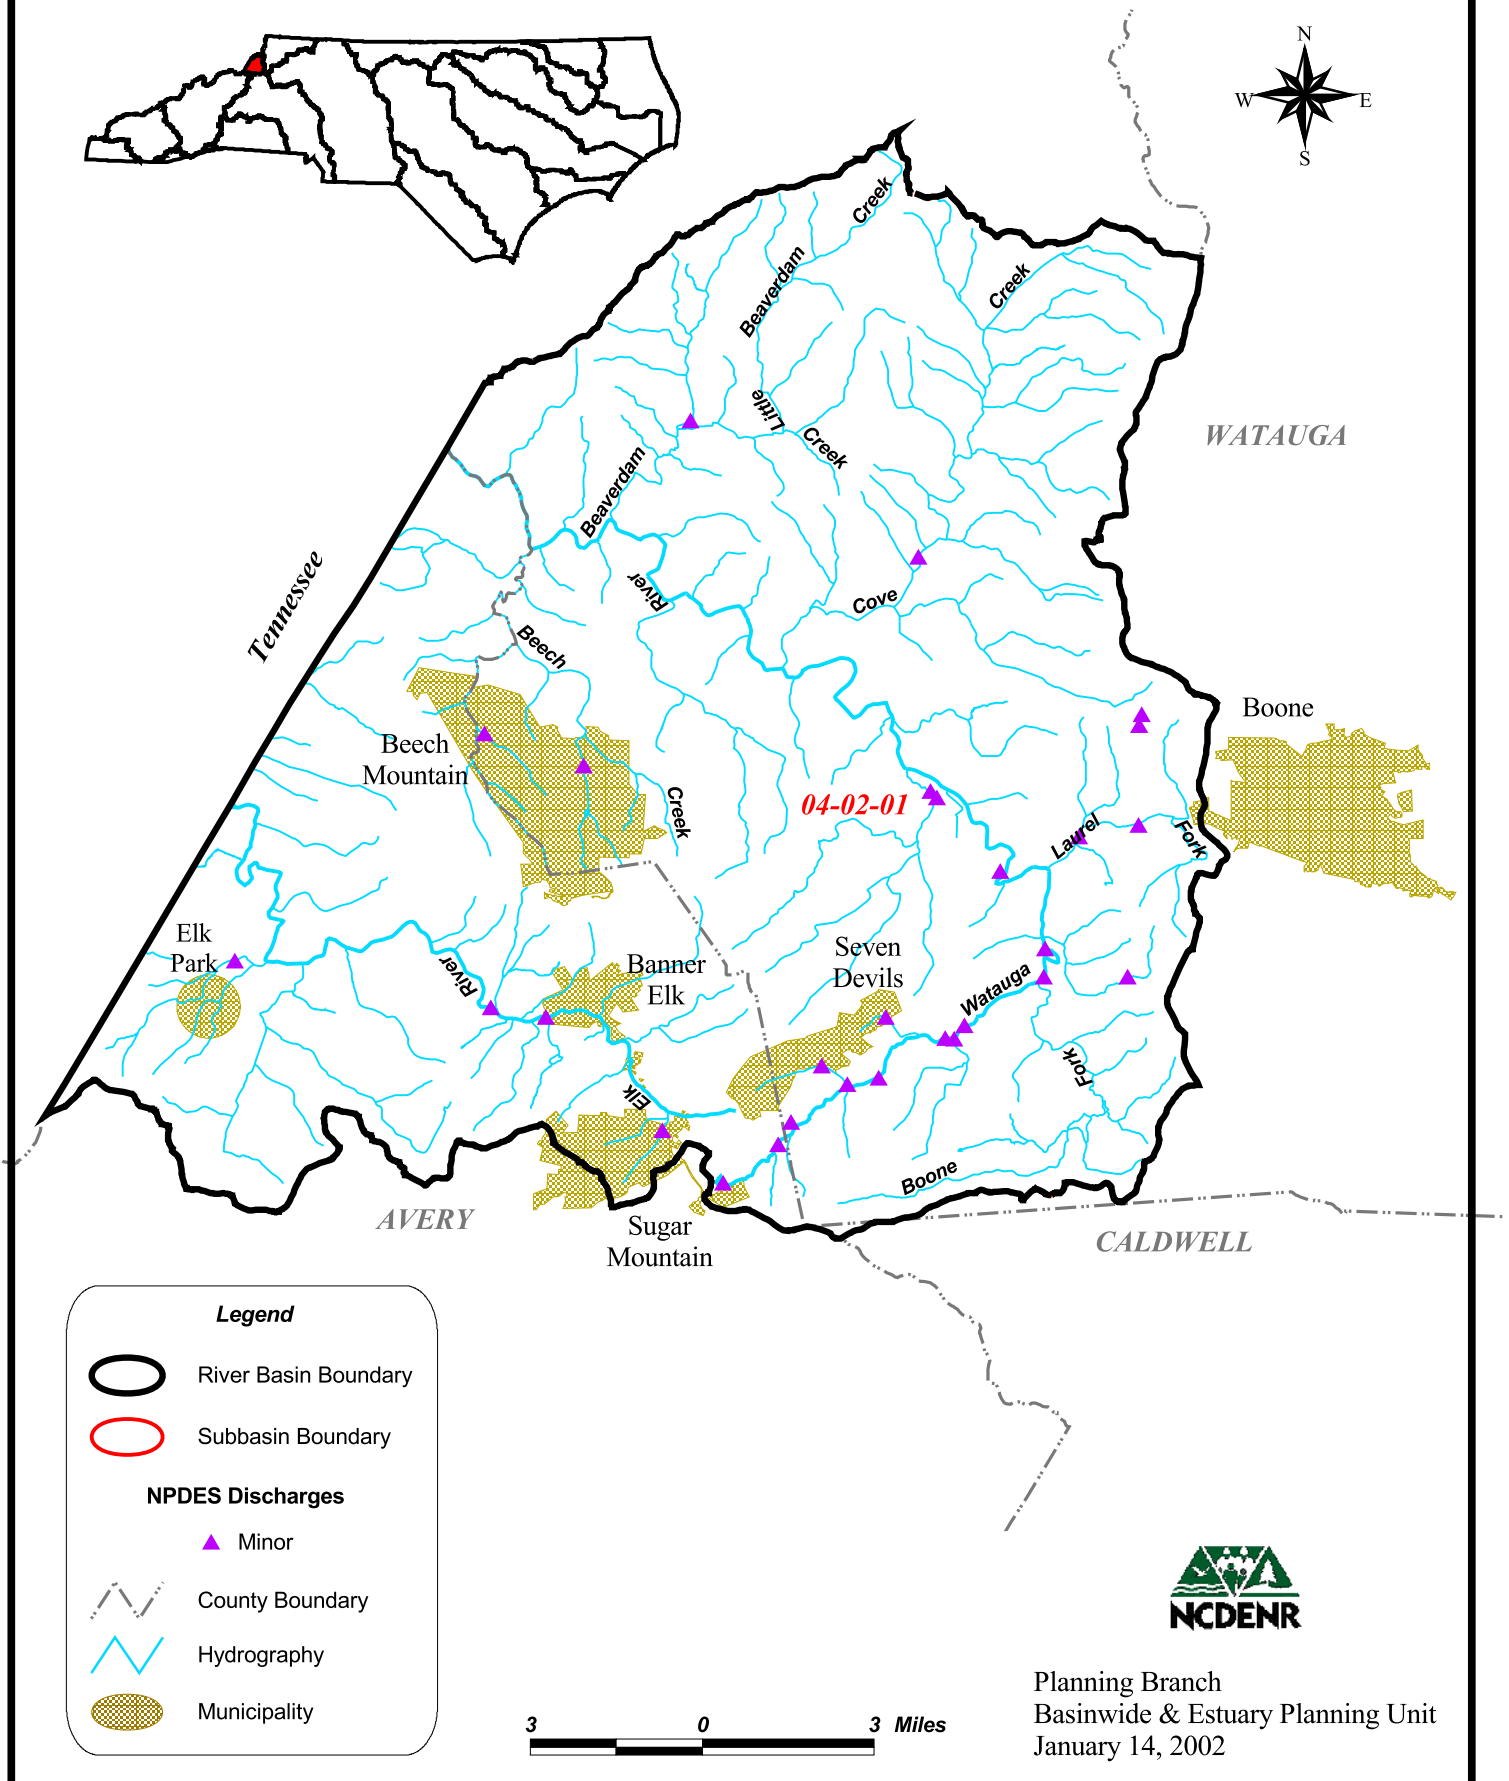 N
W
E
S
Creek
Beaverdam
Creek
Little
Creek
WATAUGA
Beaverdam
Tennessee
River
Cove
Beech
Boone
Beech
Mountain
04-02-01
Creek
Laurel
Fork
Elk
Park
River
Banner
Elk
Seven
Devils
Watauga
Fork
Elk
Boone
AVERY
Sugar
Mountain
CALDWELL
Legend
River Basin Boundary
Subbasin Boundary
NPDES Discharges
Minor
County Boundary
Hydrography
Municipality
3 0 3 Miles
NCDENR
Planning Branch
Basinwide & Estuary Planning Unit
January 14, 2002